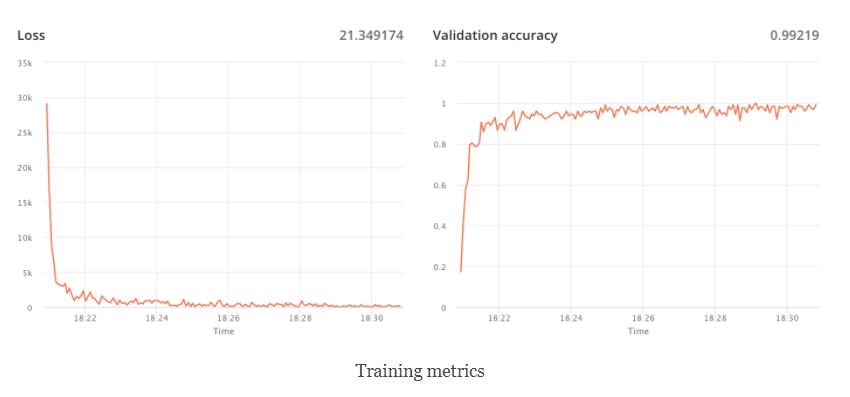 Loss 21.349174
35k
30k
25k
20k
15k
10k
5k
0
18:22 18:24 18:26 18:28 18:30
Time
Validation accuracy 0.99219
1.2
1
0.8
0.6
0.4
0.2
0
18:22 18:24 18:26 18:28 18:30
Time
Training metrics